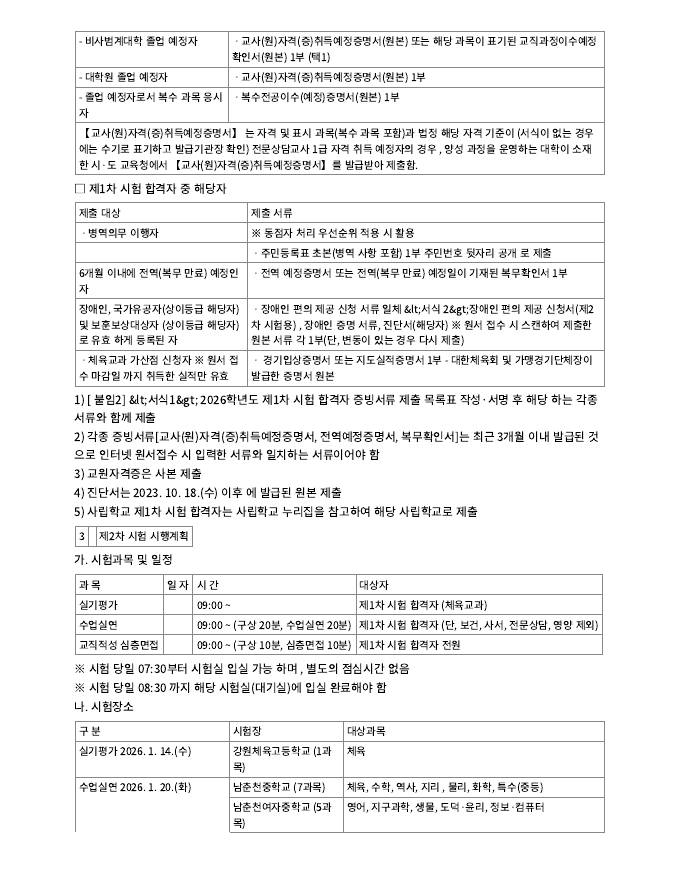 - 비사범계대학 졸업 예정자
· 교사(원)자격(증)취득예정증명서(원본) 또는 해당 과목이 표기된 교직과정이수예정
확인서(원본) 1부 (택1)
- 대학원 졸업 예정자
· 교사(원)자격(증)취득예정증명서(원본) 1부
- 졸업 예정자로서 복수 과목 응시
자
· 복수전공이수(예정)증명서(원본) 1부
【교사(원)자격(증)취득예정증명서】 는 자격 및 표시 과목(복수 과목 포함)과 법정 해당 자격 기준이 (서식이 없는 경우
에는 수기로 표기하고 발급기관장 확인) 전문상담교사 1급 자격 취득 예정자의 경우 , 양성 과정을 운영하는 대학이 소재
한 시·도 교육청에서 【교사(원)자격(증)취득예정증명서】를 발급받아 제출함.
□ 제1차 시험 합격자 중 해당자
제출 대상
제출 서류
· 병역의무 이행자
※ 동점자 처리 우선순위 적용 시 활용
· 주민등록표 초본(병역 사항 포함) 1부 주민번호 뒷자리 공개 로 제출
6개월 이내에 전역(복무 만료) 예정인
자
· 전역 예정증명서 또는 전역(복무 만료) 예정일이 기재된 복무확인서 1부
장애인, 국가유공자(상이등급 해당자)
및 보훈보상대상자 (상이등급 해당자)
로 유효 하게 등록된 자
· 장애인 편의 제공 신청 서류 일체 &lt;서식 2&gt;장애인 편의 제공 신청서(제2
차 시험용) , 장애인 증명 서류, 진단서(해당자) ※ 원서 접수 시 스캔하여 제출한
원본 서류 각 1부(단, 변동이 있는 경우 다시 제출)
· 체육교과 가산점 신청자 ※ 원서 접
수 마감일 까지 취득한 실적만 유효
· 경기입상증명서 또는 지도실적증명서 1부 - 대한체육회 및 가맹경기단체장이
발급한 증명서 원본
1) [ 붙임2] &lt;서식1&gt; 2026학년도 제1차 시험 합격자 증빙서류 제출 목록표 작성·서명 후 해당 하는 각종
서류와 함께 제출
2) 각종 증빙서류[교사(원)자격(증)취득예정증명서, 전역예정증명서, 복무확인서]는 최근 3개월 이내 발급된 것
으로 인터넷 원서접수 시 입력한 서류와 일치하는 서류이어야 함
3) 교원자격증은 사본 제출
4) 진단서는 2023. 10. 18.(수) 이후 에 발급된 원본 제출
5) 사립학교 제1차 시험 합격자는 사립학교 누리집을 참고하여 해당 사립학교로 제출
3 제2차 시험 시행계획
가. 시험과목 및 일정
과 목 일 자 시 간 대상자
실기평가 09:00 ~ 제1차 시험 합격자 (체육교과)
수업실연 09:00 ~ (구상 20분, 수업실연 20분) 제1차 시험 합격자 (단, 보건, 사서, 전문상담, 영양 제외)
교직적성 심층면접 09:00 ~ (구상 10분, 심층면접 10분) 제1차 시험 합격자 전원
※ 시험 당일 07:30부터 시험실 입실 가능 하며 , 별도의 점심시간 없음
※ 시험 당일 08:30 까지 해당 시험실(대기실)에 입실 완료해야 함
나. 시험장소
구 분 시험장 대상과목
실기평가 2026. 1. 14.(수)
강원체육고등학교 (1과
목)
체육
수업실연 2026. 1. 20.(화)
남춘천중학교 (7과목)
체육, 수학, 역사, 지리 , 물리, 화학, 특수(중등)
남춘천여자중학교 (5과
목)
영어, 지구과학, 생물, 도덕·윤리, 정보·컴퓨터